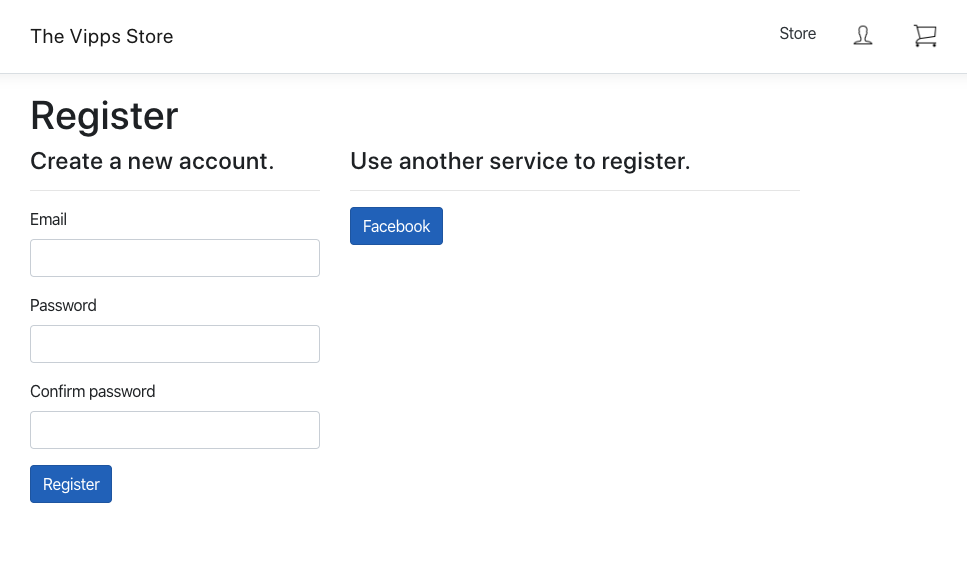 The Vipps Store
Store
Register
Create a new account.
Use another service to register.
Email
Facebook
Password
Confirm password
Register